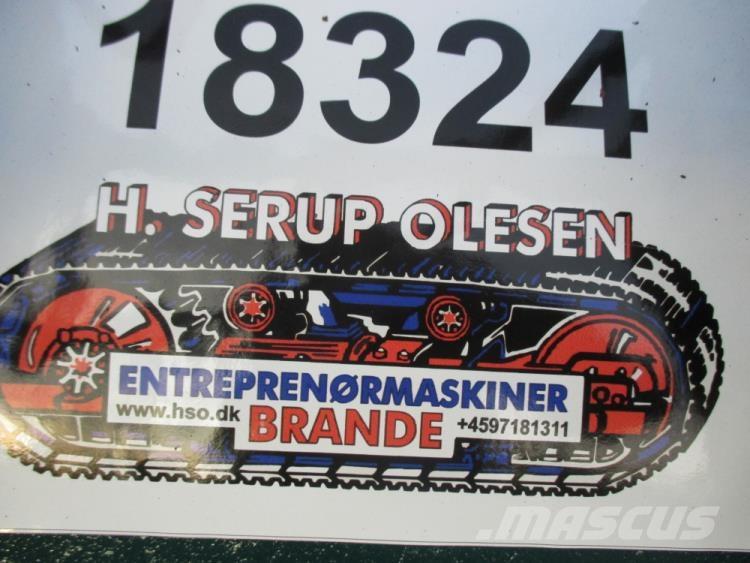 18324
H. SERUP OLESEN
ENTREPRENØRMASKINER
www.hso.dk BRANDE +4597181311
MASCUS